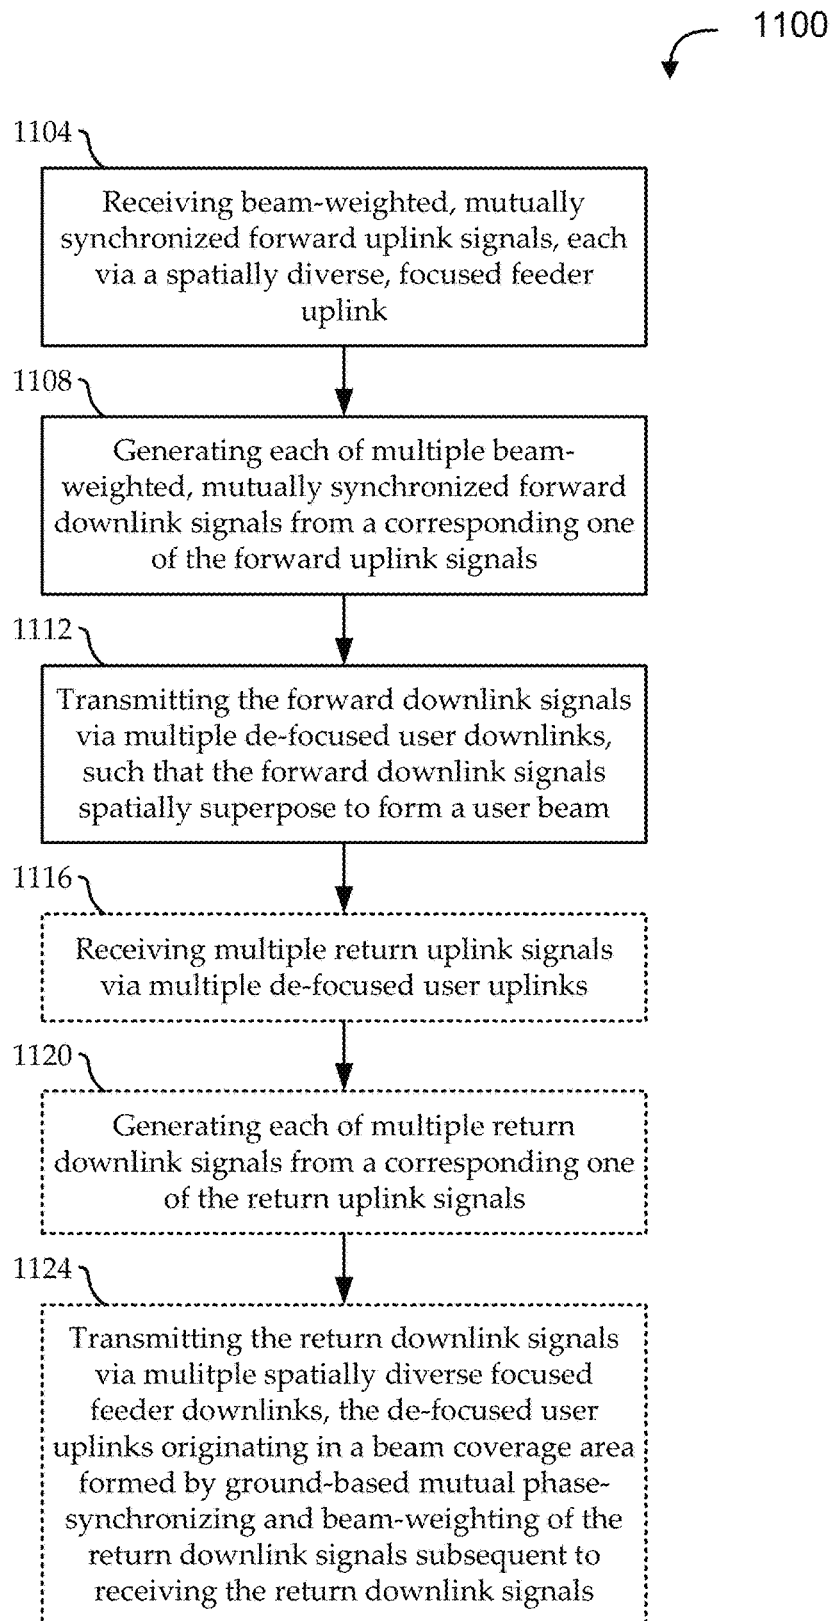 1100
1104
Receiving beam-weighted, mutually
synchronized forward uplink signals, each
via a spatially diverse, focused feeder
uplink
1108
Generating each of multiple beam-
weighted, mutually synchronized forward
downlink signals from a corresponding one
of the forward uplink signals
1112
Transmitting the forward downlink signals
via multiple de-focused user downlinks,
such that the forward downlink signals
spatially superpose to form a user beam
1116
Receiving multiple return uplink signals
via multiple de-focused user uplinks
1120
Generating each of multiple return
downlink signals from a corresponding one
of the return uplink signals
1124
Transmitting the return downlink signals
via mulitple spatially diverse focused
feeder downlinks, the de-focused user
uplinks originating in a beam coverage area
formed by ground-based mutual phase-
synchronizing and beam-weighting of the
return downlink signals subsequent to
receiving the return downlink signals